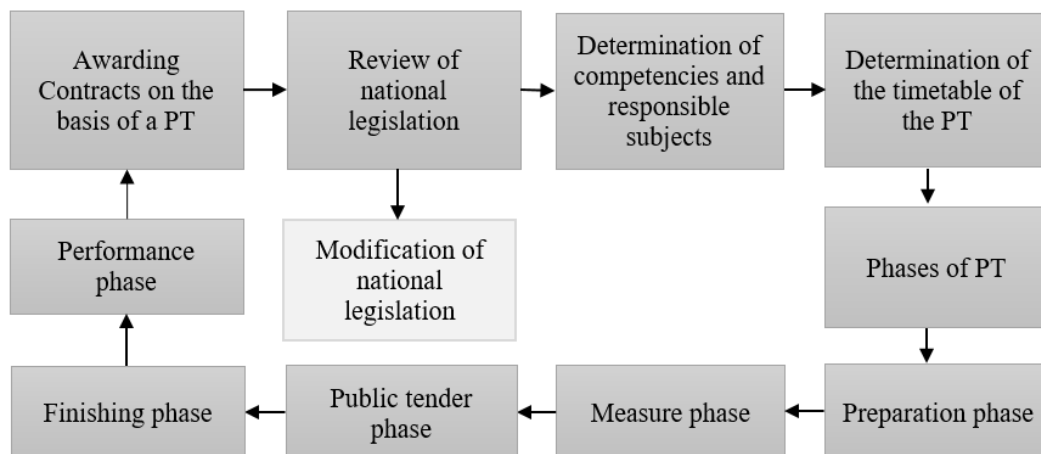 Awarding
Contracts on the
basis of a PT
Review of
national
legislation
Determination of
competencies and
responsible
subjects
Determination of
the timetable of
the PT
Performance
phase
Modification of
national
legislation
Phases of PT
Finishing phase
Public tender
phase
Measure phase
Preparation phase